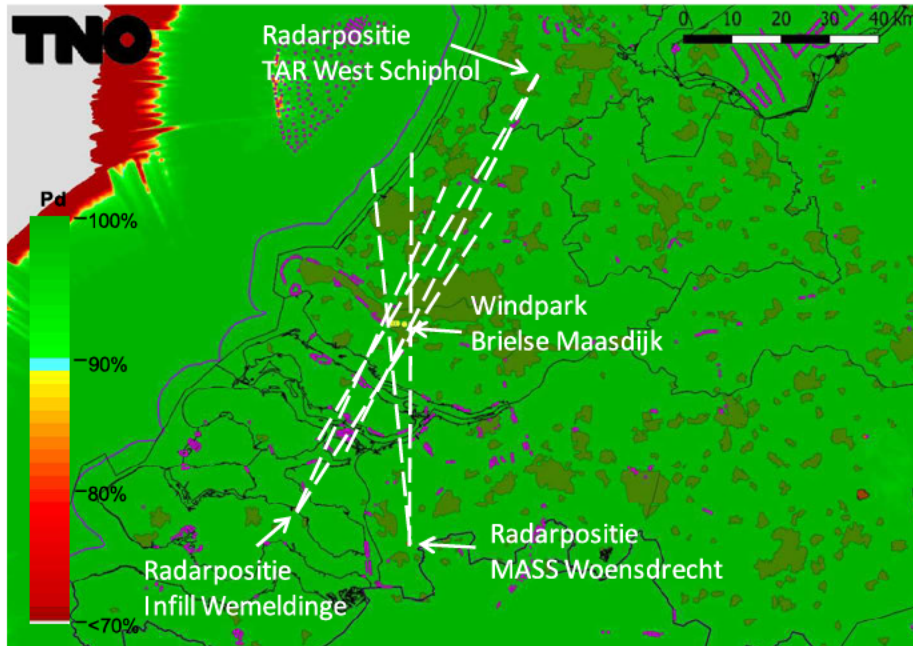 TNO
Radarpositie
TAR West Schiphol
0 10 20 30 40 km
Pd
100%
90%
80%
<70%
Windpark
Brielse Maasdijk
Radarpositie
MASS Woensdrecht
Radarpositie
Infill Wemeldinge